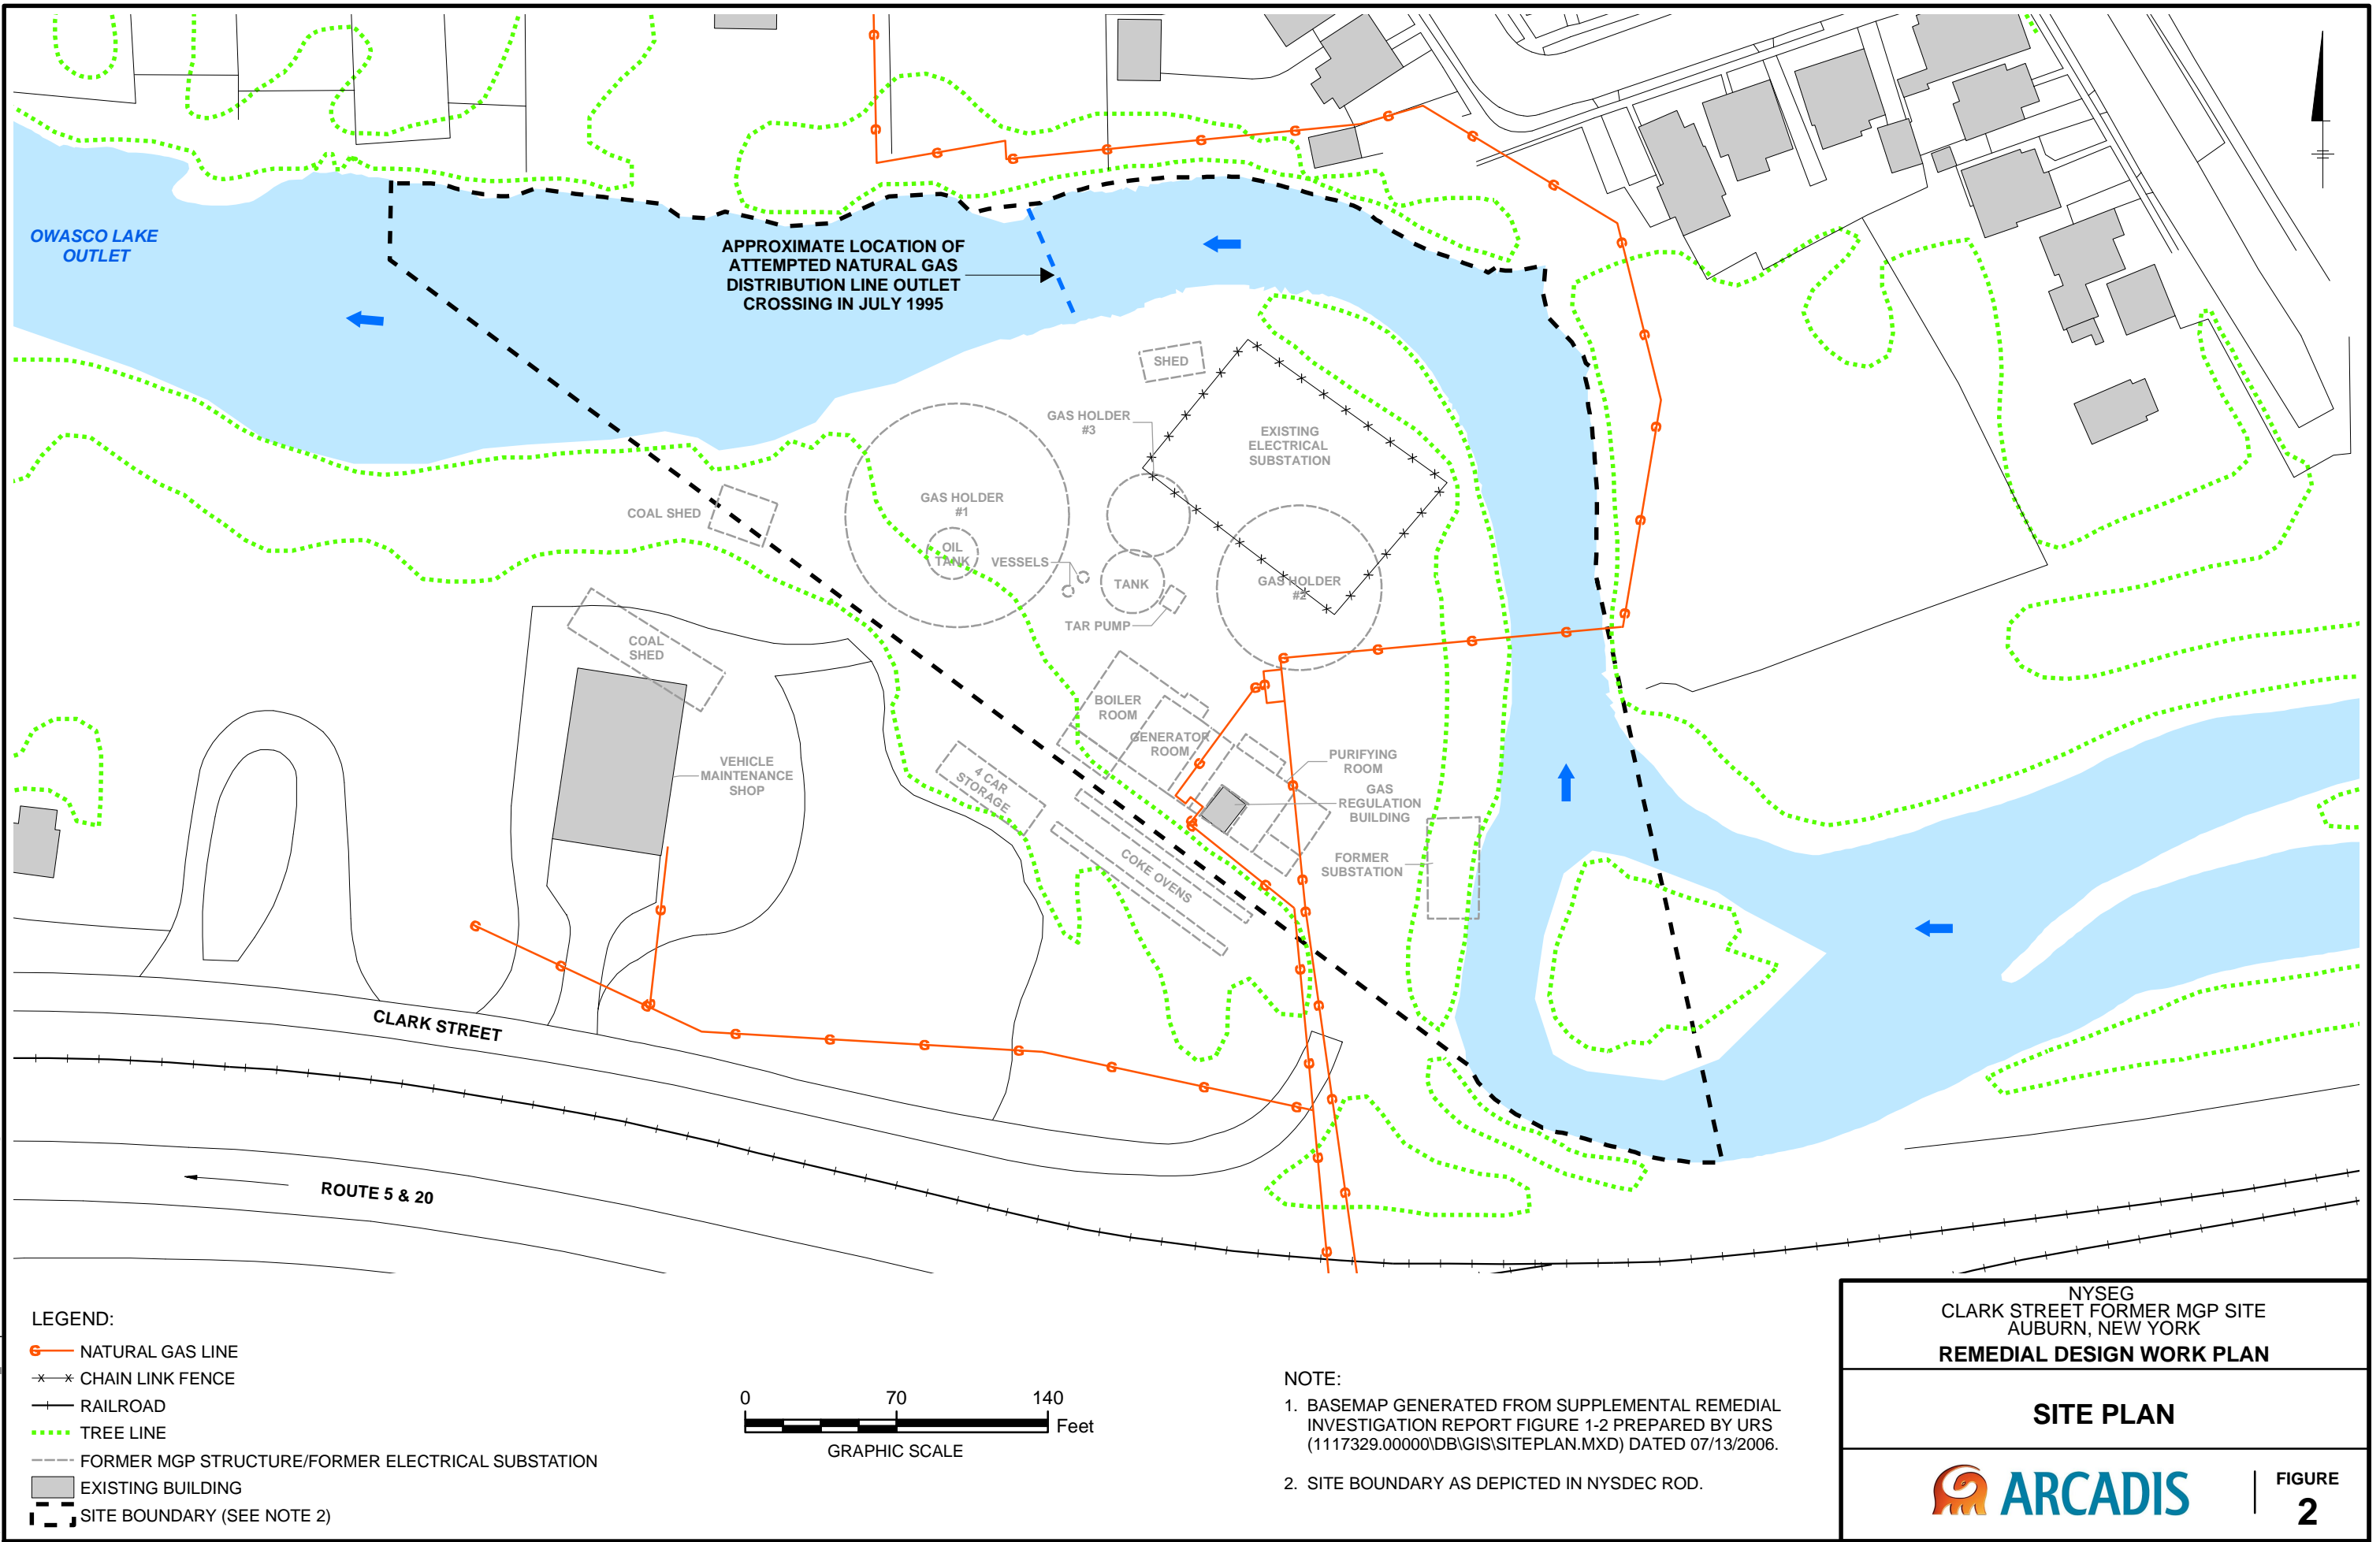 OWASCO LAKE
OUTLET
APPROXIMATE LOCATION OF
ATTEMPTED NATURAL GAS
DISTRIBUTION LINE OUTLET
CROSSING IN JULY 1995
SHED
GAS HOLDER
#3
EXISTING
ELECTRICAL
SUBSTATION
GAS HOLDER
#1
COAL SHED
OIL
TANK
VESSELS
TANK
GAS HOLDER
#2
TAR PUMP
COAL
SHED
BOILER
ROOM
GENERATOR
ROOM
PURIFYING
ROOM
VEHICLE
MAINTENANCE
SHOP
4 CAR
STORAGE
GAS
REGULATION
BUILDING
COKE OVENS
FORMER
SUBSTATION
CLARK STREET
ROUTE 5 & 20
LEGEND:
G NATURAL GAS LINE
CHAIN LINK FENCE
RAILROAD
TREE LINE
FORMER MGP STRUCTURE/FORMER ELECTRICAL SUBSTATION
EXISTING BUILDING
SITE BOUNDARY (SEE NOTE 2)
0 70 140
Feet
GRAPHIC SCALE
NOTE:
1. BASEMAP GENERATED FROM SUPPLEMENTAL REMEDIAL
INVESTIGATION REPORT FIGURE 1-2 PREPARED BY URS
(1117329.00000\DB\GIS\SITEPLAN.MXD) DATED 07/13/2006.
2. SITE BOUNDARY AS DEPICTED IN NYSDEC ROD.
NYSEG
CLARK STREET FORMER MGP SITE
AUBURN, NEW YORK
REMEDIAL DESIGN WORK PLAN
SITE PLAN
ARCADIS
FIGURE
2